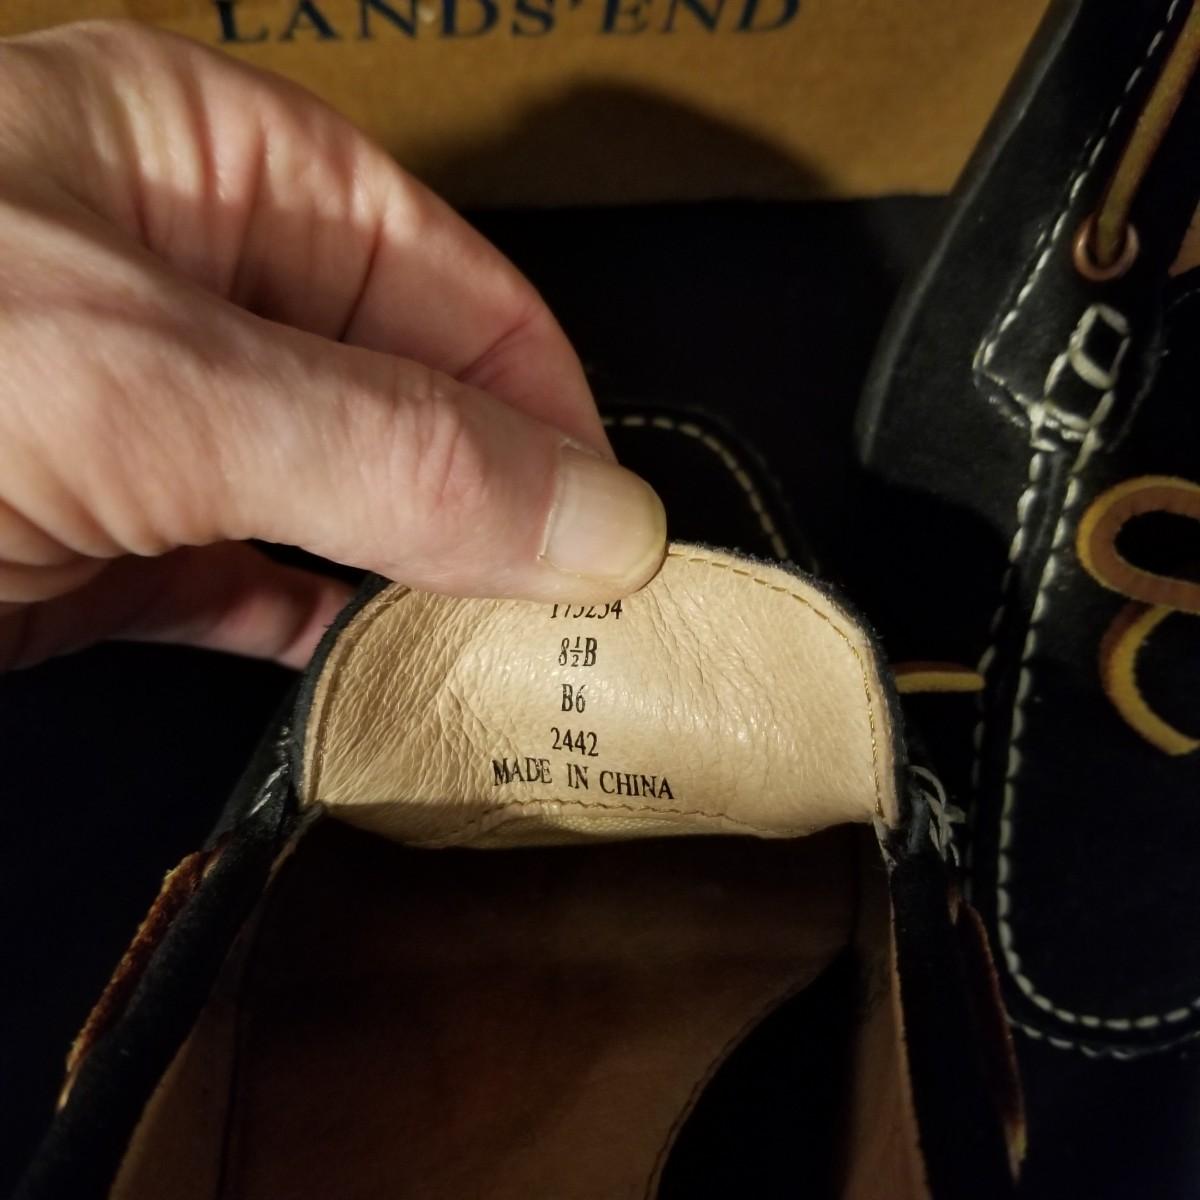 LANDS' END
175254
8½B
B6
2442
MADE IN CHINA